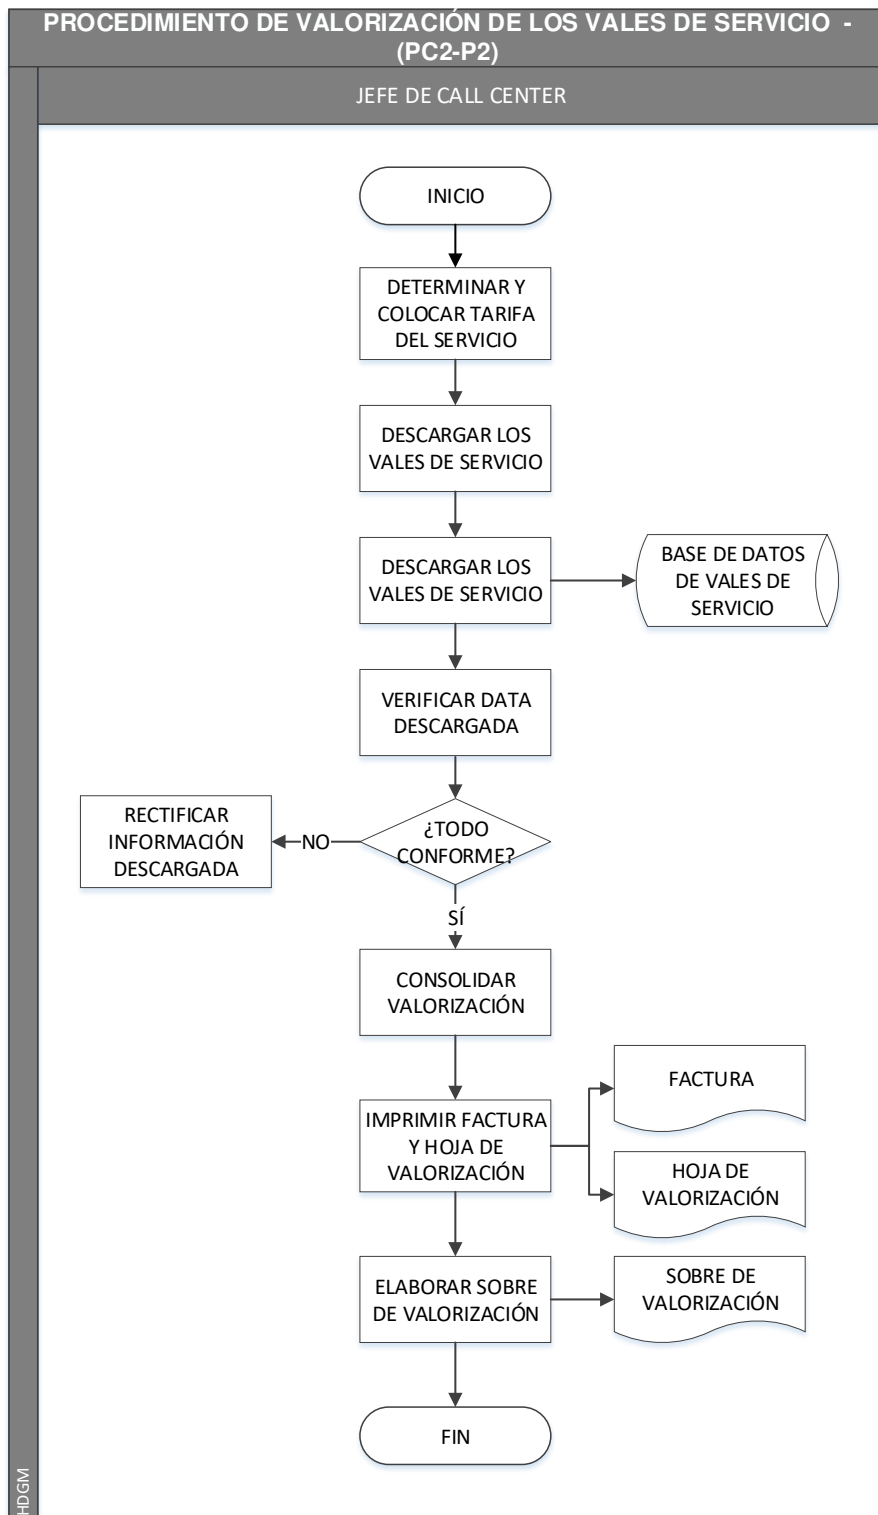 PROCEDIMIENTO DE VALORIZACIÓN DE LOS VALES DE SERVICIO -
(PC2-P2)
JEFE DE CALL CENTER
INICIO
DETERMINAR Y
COLOCAR TARIFA
DEL SERVICIO
DESCARGAR LOS
VALES DE SERVICIO
DESCARGAR LOS
VALES DE SERVICIO
BASE DE DATOS
DE VALES DE
SERVICIO
VERIFICAR DATA
DESCARGADA
¿TODO
CONFORME?
NO
RECTIFICAR
INFORMACIÓN
DESCARGADA
SÍ
CONSOLIDAR
VALORIZACIÓN
IMPRIMIR FACTURA
Y HOJA DE
VALORIZACIÓN
FACTURA
HOJA DE
VALORIZACIÓN
ELABORAR SOBRE
DE VALORIZACIÓN
SOBRE DE
VALORIZACIÓN
FIN
HDGM